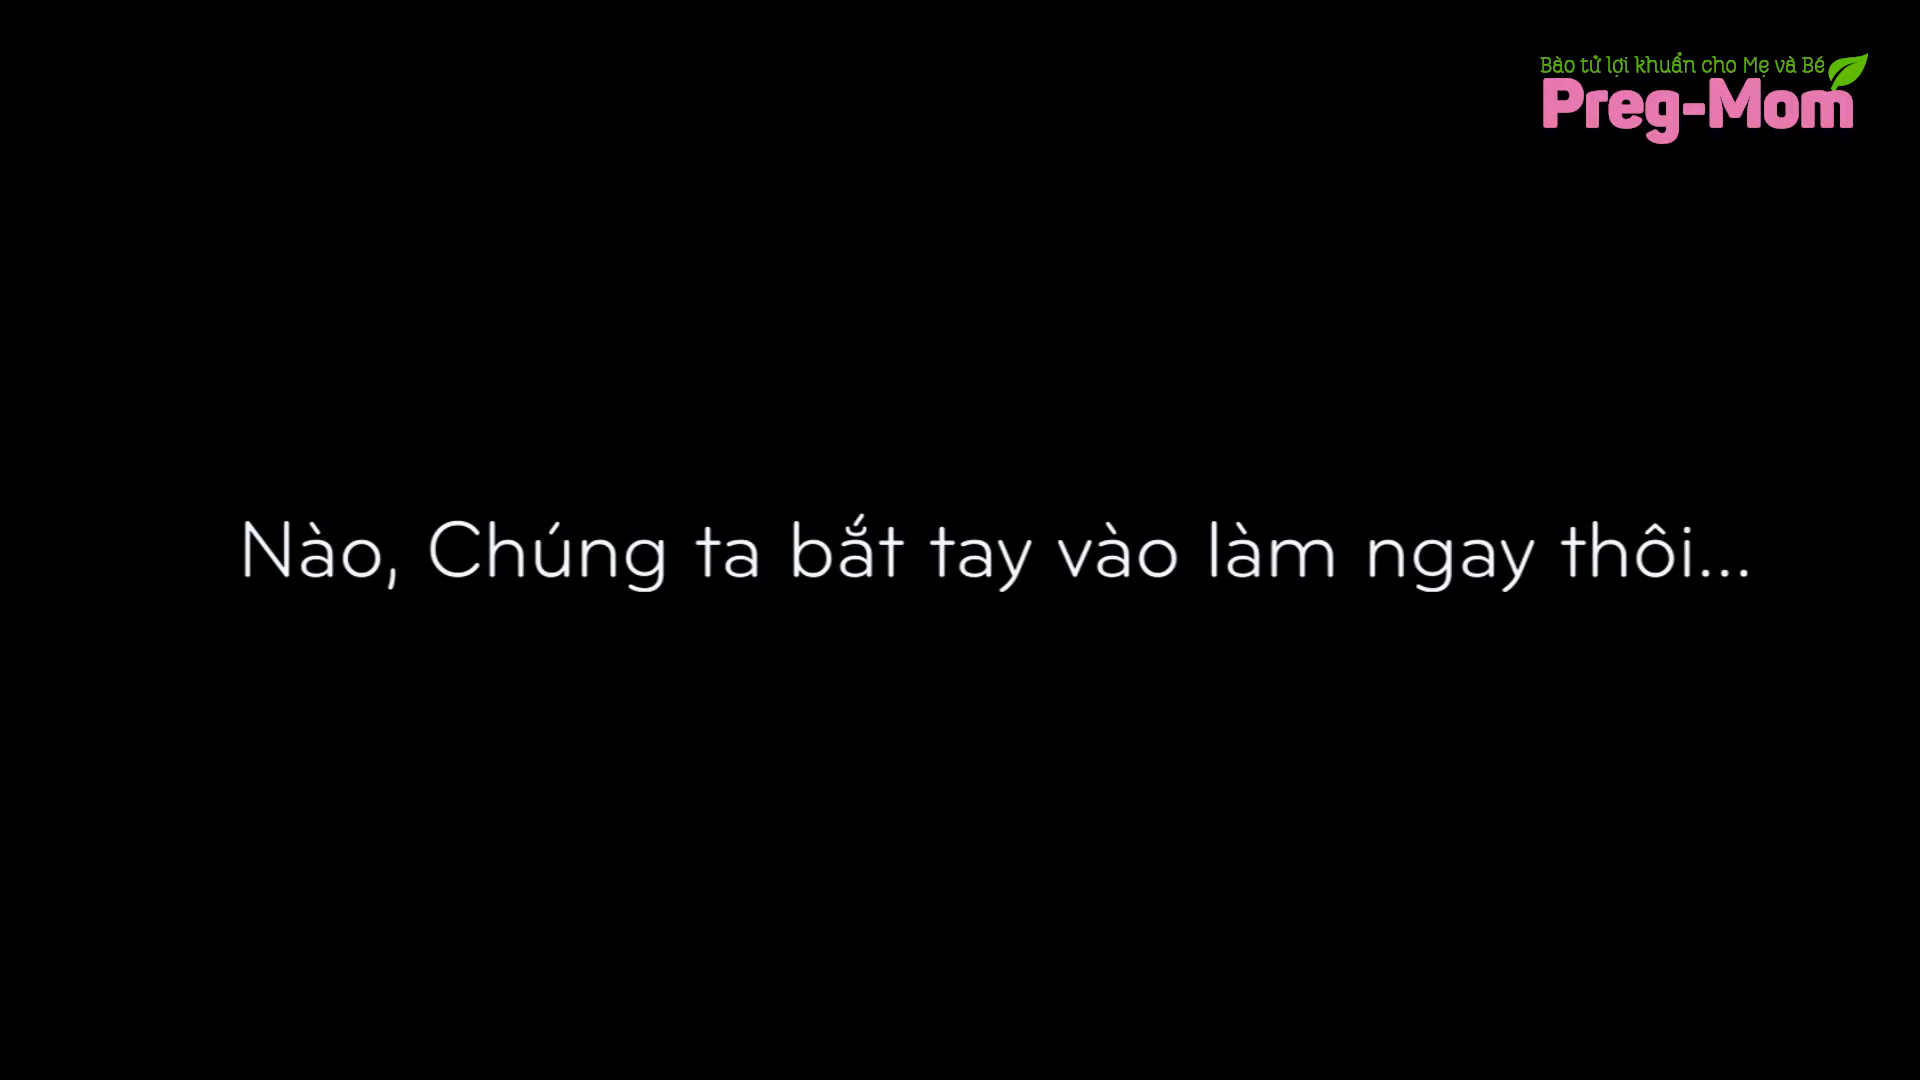 Bào tử lợi khuẩn cho Mẹ và Bé
Preg-Mom
Nào, Chúng ta bắt tay vào làm ngay thôi...